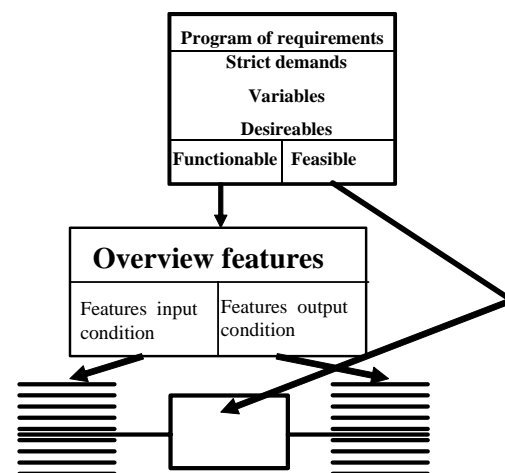 Program of requirements
Strict demands
Variables
Desireables
Functionable Feasible
Overview features
Features input condition
Features output condition